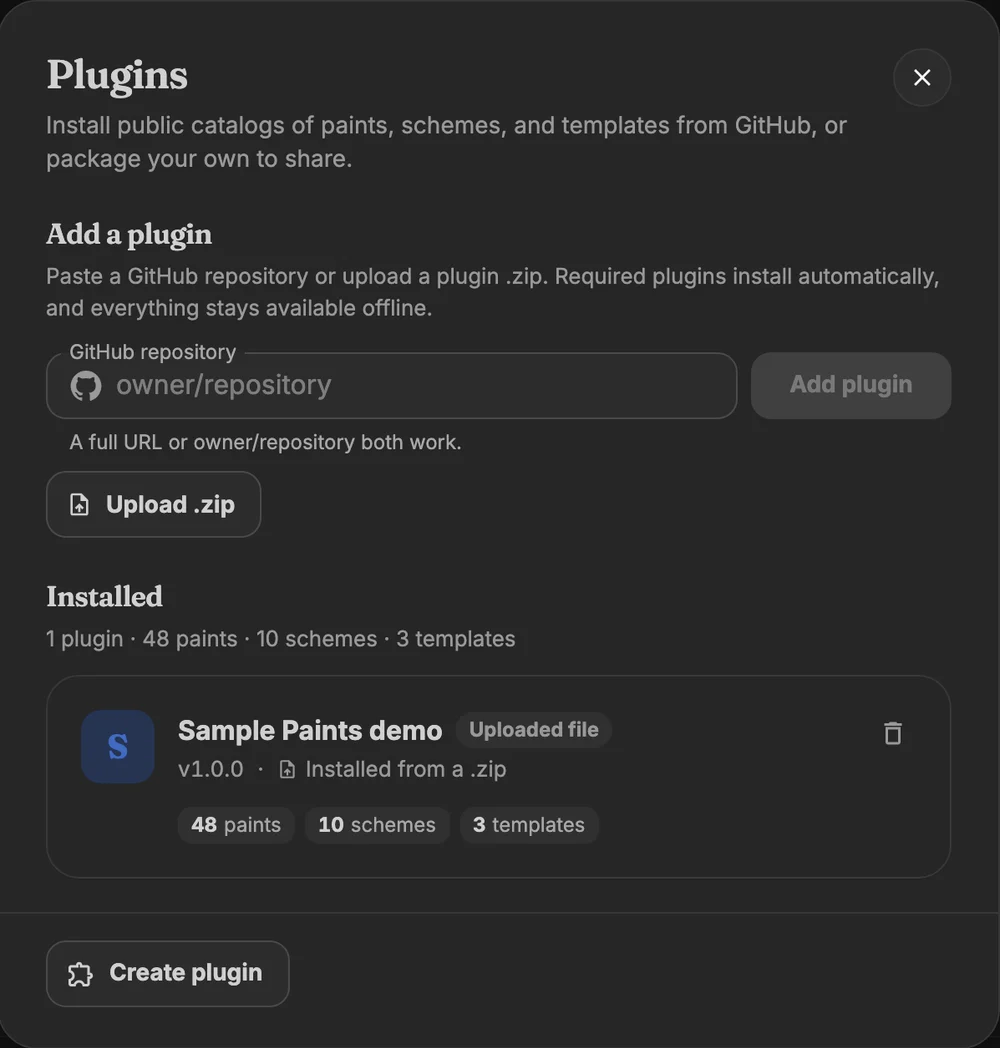 Plugins
Install public catalogs of paints, schemes, and templates from GitHub, or
package your own to share.
Add a plugin
Paste a GitHub repository or upload a plugin .zip. Required plugins install automatically,
and everything stays available offline.
GitHub repository
owner/repository
Add plugin
A full URL or owner/repository both work.
Upload .zip
Installed
1 plugin · 48 paints · 10 schemes · 3 templates
S
Sample Paints demo
Uploaded file
v1.0.0 · Installed from a .zip
48 paints
10 schemes
3 templates
Create plugin